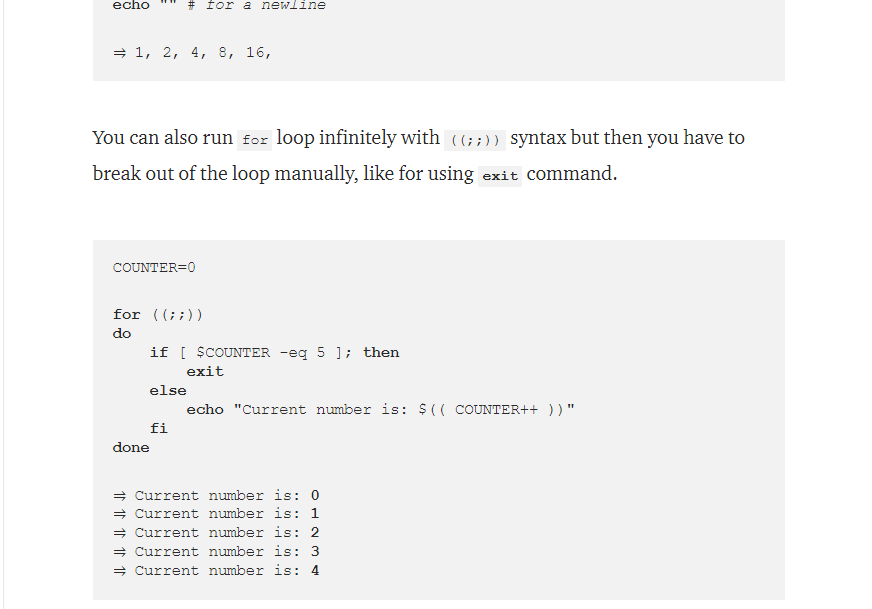 echo "" # for a newline
⇒ 1, 2, 4, 8, 16,
You can also run for loop infinitely with ((;;)) syntax but then you have to
break out of the loop manually, like for using exit command.
COUNTER=0
for ((;;))
do
if [ $COUNTER -eq 5 ]; then
exit
else
echo "Current number is: $(( COUNTER++ ))"
fi
done
⇒ Current number is: 0
⇒ Current number is: 1
⇒ Current number is: 2
⇒ Current number is: 3
⇒ Current number is: 4